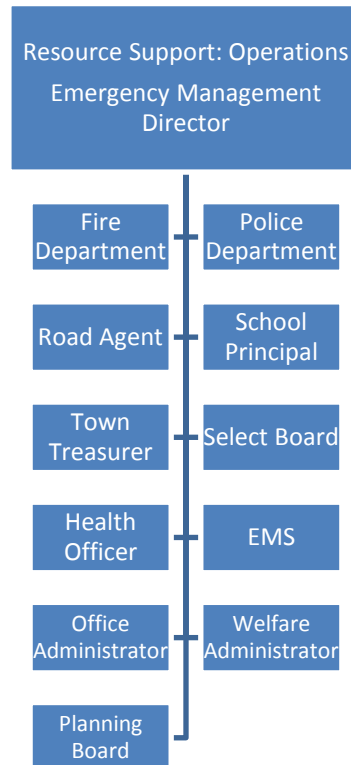 Resource Support: Operations
Emergency Management
Director
Fire
Department
Police
Department
Road Agent
School
Principal
Town
Treasurer
Select Board
Health
Officer
EMS
Office
Administrator
Welfare
Administrator
Planning
Board